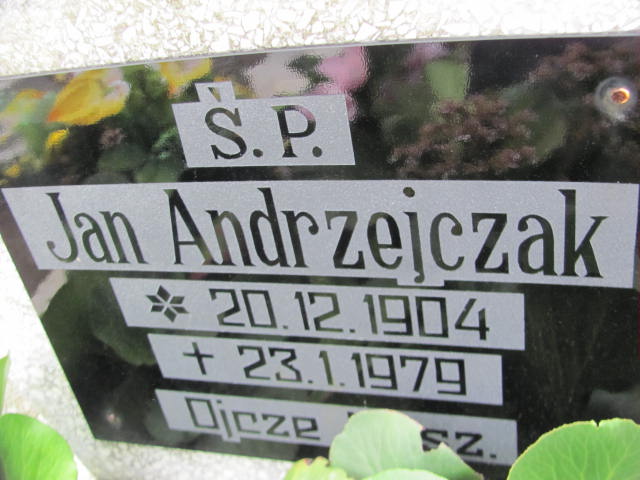 Ś.P.
Jan Andrzejczak
* 20.12.1904
+ 23.1.1979
Ojcze